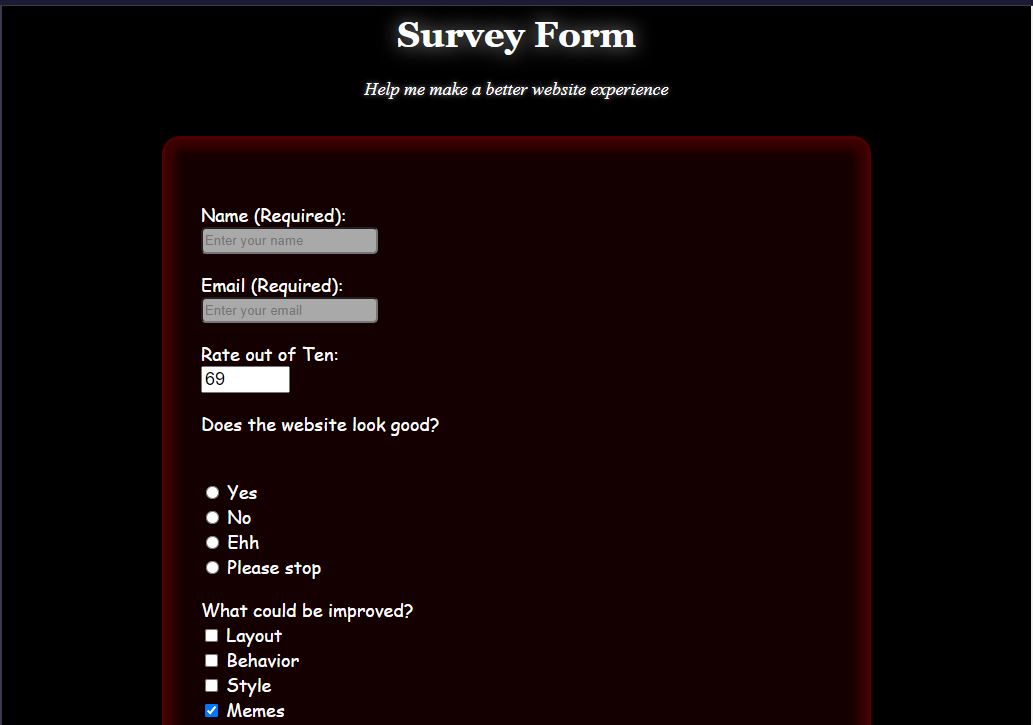 Survey Form
Help me make a better website experience
Name (Required):
Enter your name
Email (Required):
Enter your email
Rate out of Ten:
69
Does the website look good?
Yes
No
Ehh
Please stop
What could be improved?
Layout
Behavior
Style
Memes